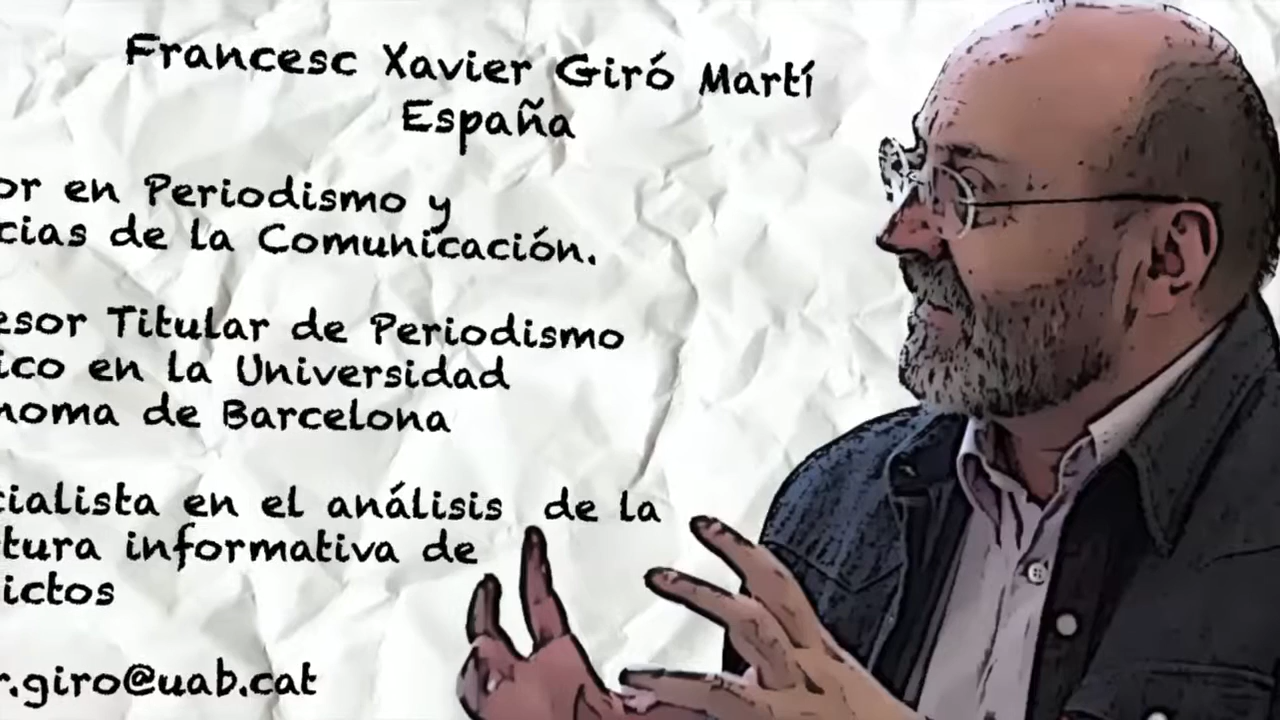 Francesc Xavier Giró Martí
España
or en Periodismo y
cias de la Comunicación.
esor Titular de Periodismo
ico en la Universidad
noma de Barcelona
cialista en el análisis de la
tura informativa de
ictos
r.giro@uab.cat